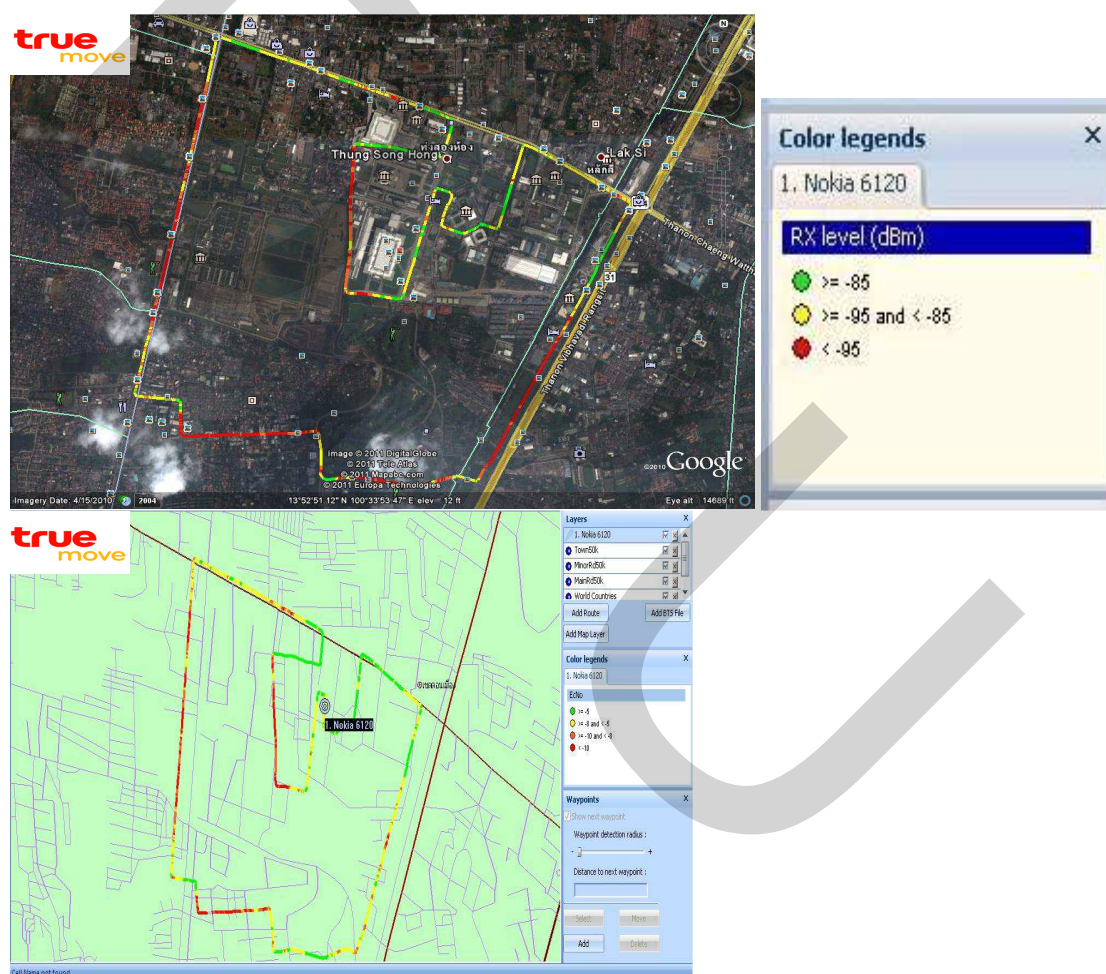 true
move
N
Thung Song Hong
ทุ่งสองห้อง
Lak Si
หลักสี่
Thanon Chaeng Watth
31
Thanon Vibhavadi Rangsit
Image © 2011 DigitalGlobe
© 2011 Tele Atlas
© 2011 Mapabc.com
© 2011 Europa Technologies
©2010 Google
Imagery Date: 4/15/2010
2004
13°52'51.12" N 100°33'53.47" E elev 12 ft
Eye alt 14689 ft
Color legends X
1. Nokia 6120
RX level (dBm)
>= -85
>= -95 and < -85
< -95
true
move
1. Nokia 6120
Layers X
1. Nokia 6120
Town50k
MinorRd50k
MainRd50k
World Countries
Add Route Add BTS File
Add Map Layer
Color legends X
1. Nokia 6120
EcNo
>= -10 and < -8
< -10
Waypoints X
Show next waypoint
Waypoint detection radius :
- +
Distance to next waypoint :
Select Move
Add Delete
Cell Name not found